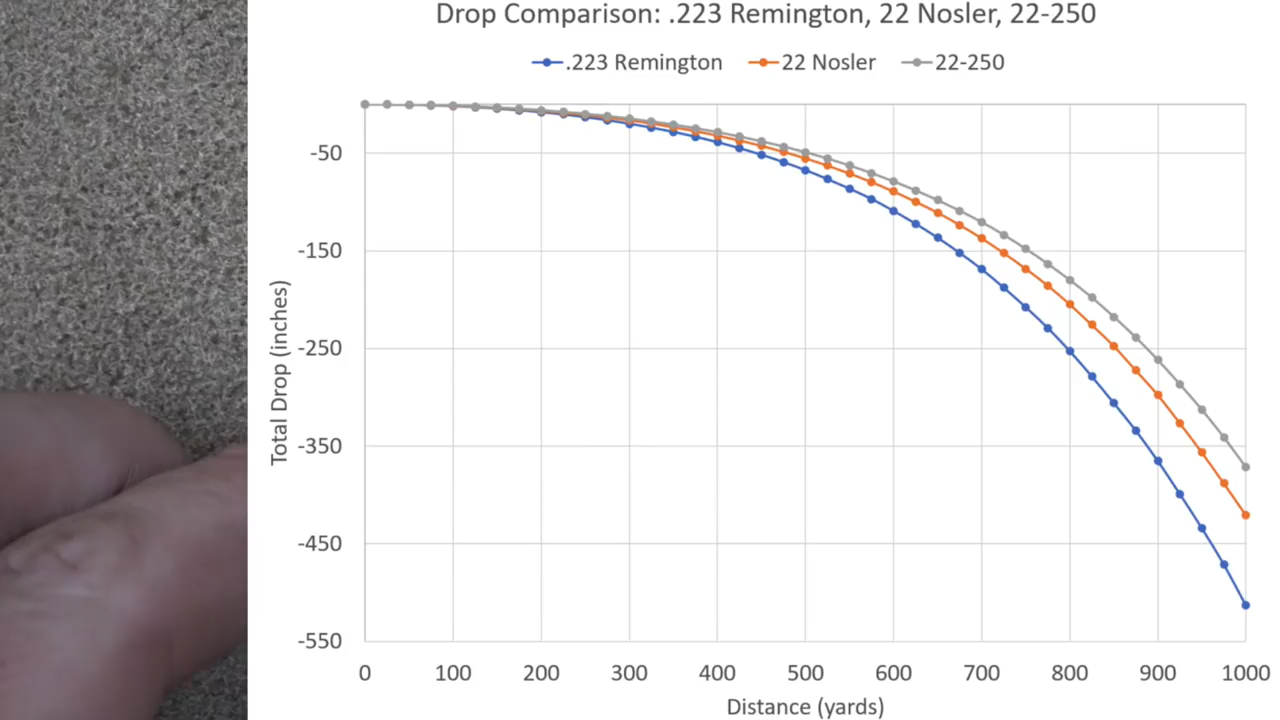 Drop Comparison: .223 Remington, 22 Nosler, 22-250
.223 Remington 22 Nosler 22-250
-50
-150
-250
-350
-450
-550
Total Drop (inches)
0 100 200 300 400 500 600 700 800 900 1000
Distance (yards)